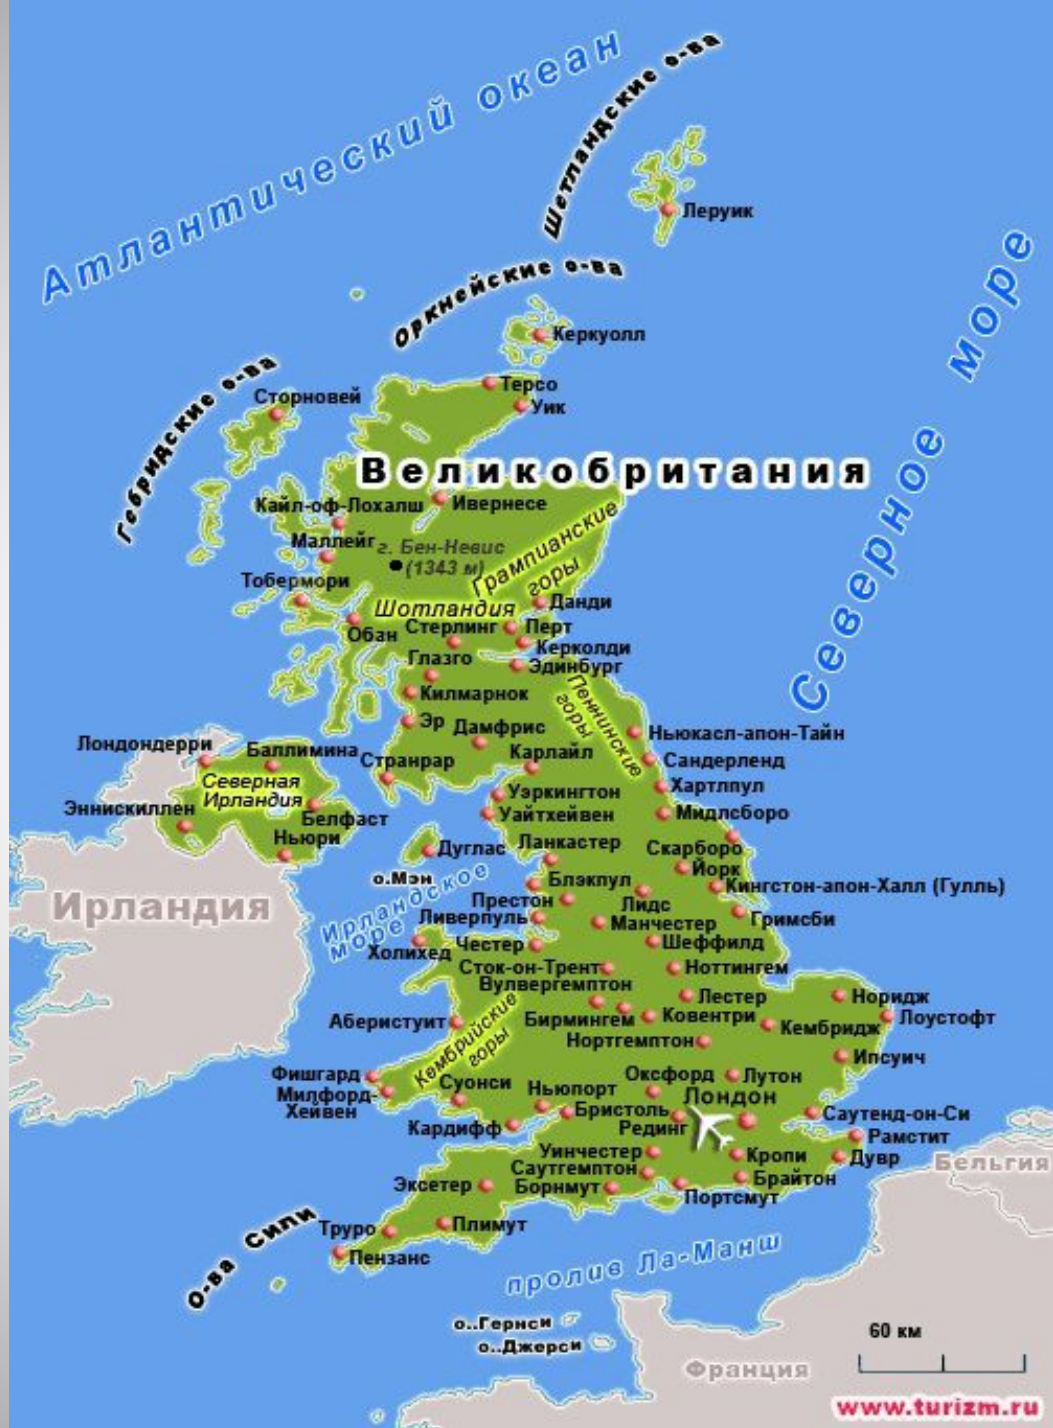 Атлантический океан
Шетландские о-ва
Леруик
Оркнейские о-ва
Северное море
Керкуолл
Гебридские о-ва
Сторновей
Терсо
Уик
Великобритания
Кайл-оф-Лохалш
Ивернесе
Маллейг
г. Бен-Невис
(1343 м)
Грампианские
горы
Тобермори
Шотландия
Данди
Обан
Стерлинг
Перт
Керколди
Глазго
Эдинбург
Килмарнок
Пеннинские
горы
Эр
Дамфрис
Ньюкасл-апон-Тайн
Лондондерри
Баллимина
Странрар
Карлайл
Сандерленд
Северная
Ирландия
Хартлпул
Уэркингтон
Эннискиллен
Белфаст
Уайтхейвен
Мидлсборо
Ньюри
Дуглас
Ланкастер
Скарборо
о.Мэн
Йорк
Ирландское
море
Блэкпул
Кингстон-апон-Халл (Гулль)
Ирландия
Престон
Лидс
Ливерпуль
Манчестер
Гримсби
Холихед
Честер
Шеффилд
Сток-он-Трент
Ноттингем
Вулвергемптон
Лестер
Норидж
Аберистуит
Кембрийские
горы
Бирмингем
Ковентри
Кембридж
Лоустофт
Нортгемптон
Ипсуич
Фишгард
Суонси
Ньюпорт
Оксфорд
Лутон
Милфорд-
Хейвен
Лондон
Бристоль
Саутенд-он-Си
Кардифф
Рединг
Рамстит
Уинчестер
Кропи
Дувр
Бельгия
Саутгемптон
Эксетер
Борнмут
Брайтон
Портсмут
О-ва Сили
Труро
Плимут
Пензанс
пролив Ла-Манш
о..Гернси
о..Джерси
60 км
Франция
www.turizm.ru